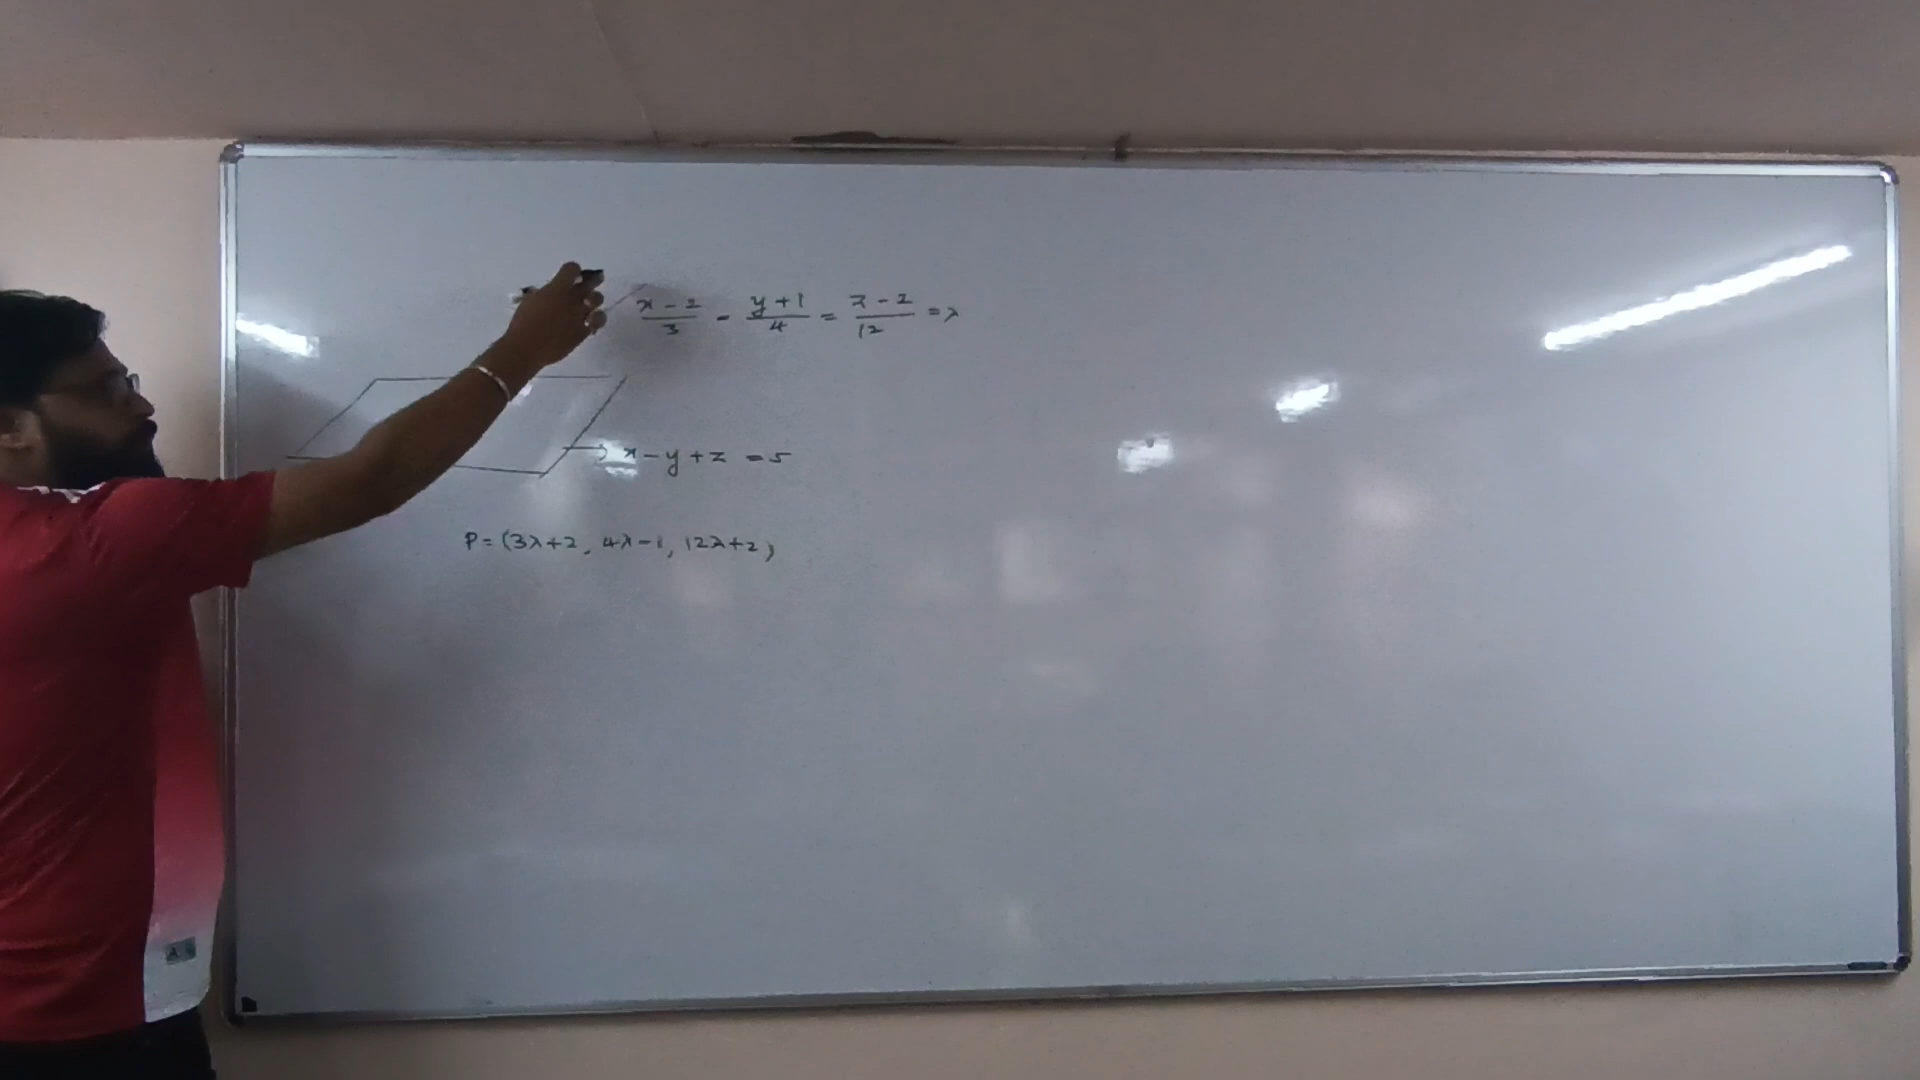 x-2/3 = y+1/4 = z-2/12 = λ
x-y+z = 5
P = (3λ+2, 4λ-1, 12λ+2)